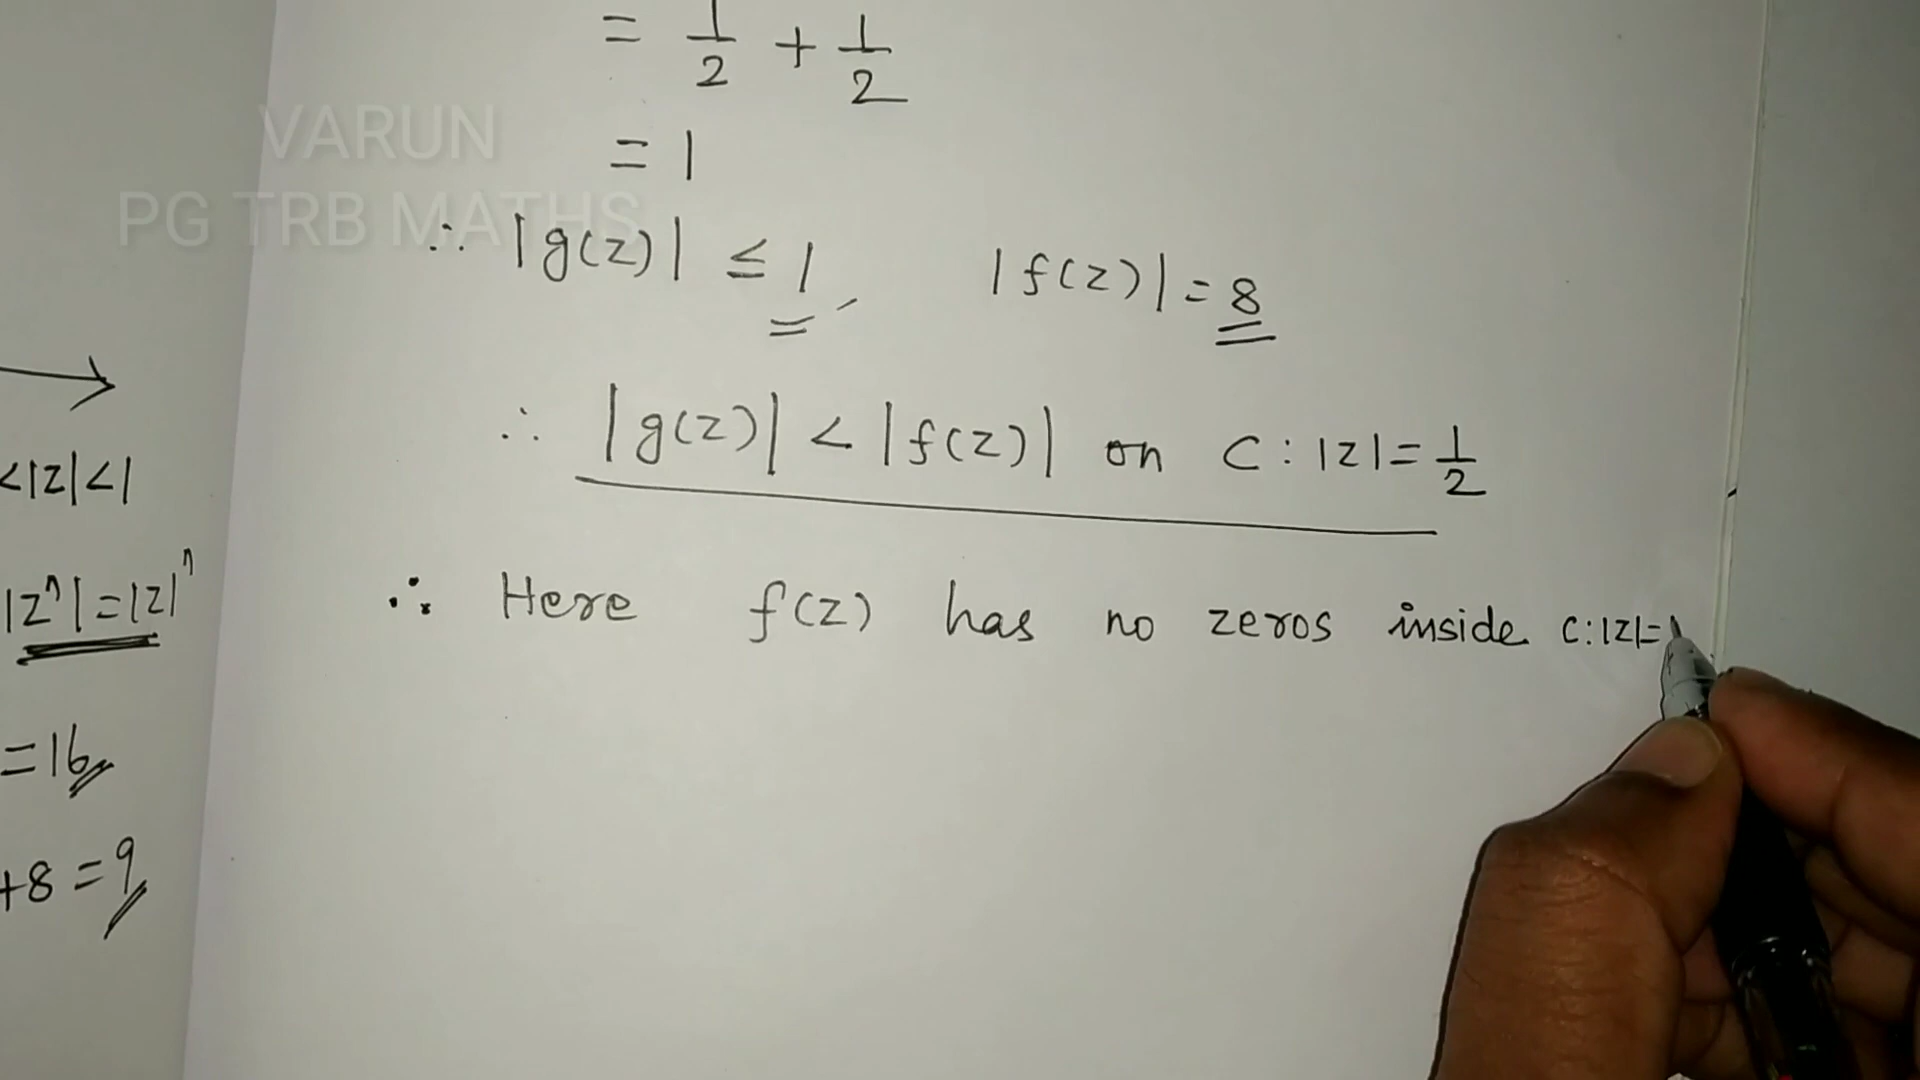 = 1/2 + 1/2
= 1
VARUN
PG TRB MATHS
∴ |g(z)| ≤ 1, |f(z)| = 8
∴ |g(z)| < |f(z)| on C : |z| = 1/2
∴ Here f(z) has no zeros inside C:|z|=
<|z|<1
|zⁿ| = |z|ⁿ
= 16
+8 = 9